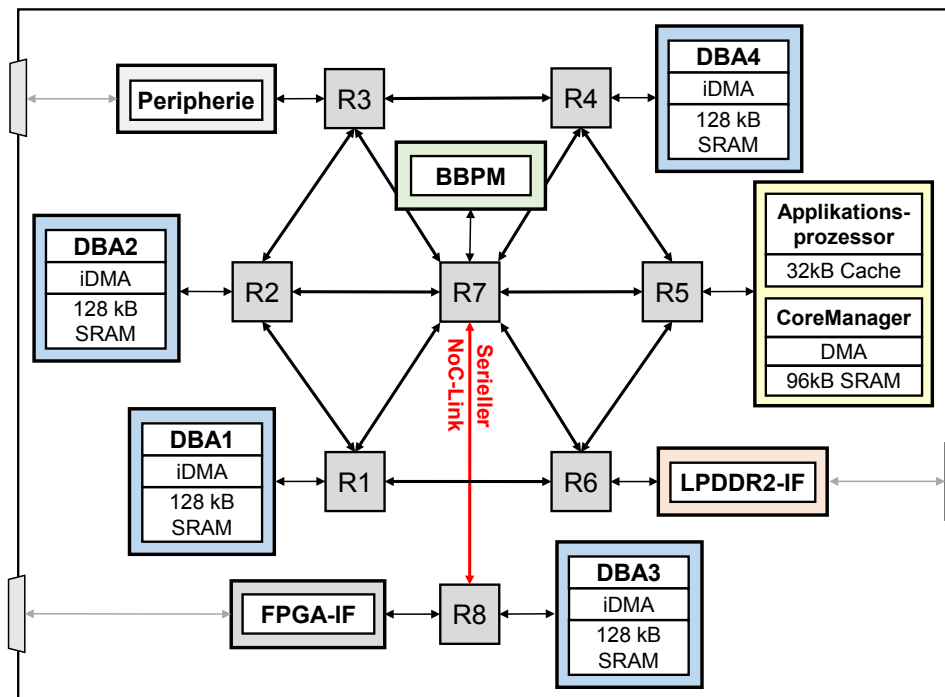 DBA4
iDMA
128 kB
SRAM
Peripherie
R3
R4
BBPM
Applikations-
prozessor
32kB Cache
CoreManager
DMA
96kB SRAM
DBA2
iDMA
128 kB
SRAM
R2
R7
R5
Serieller
NoC-Link
DBA1
iDMA
128 kB
SRAM
R1
R6
LPDDR2-IF
FPGA-IF
R8
DBA3
iDMA
128 kB
SRAM